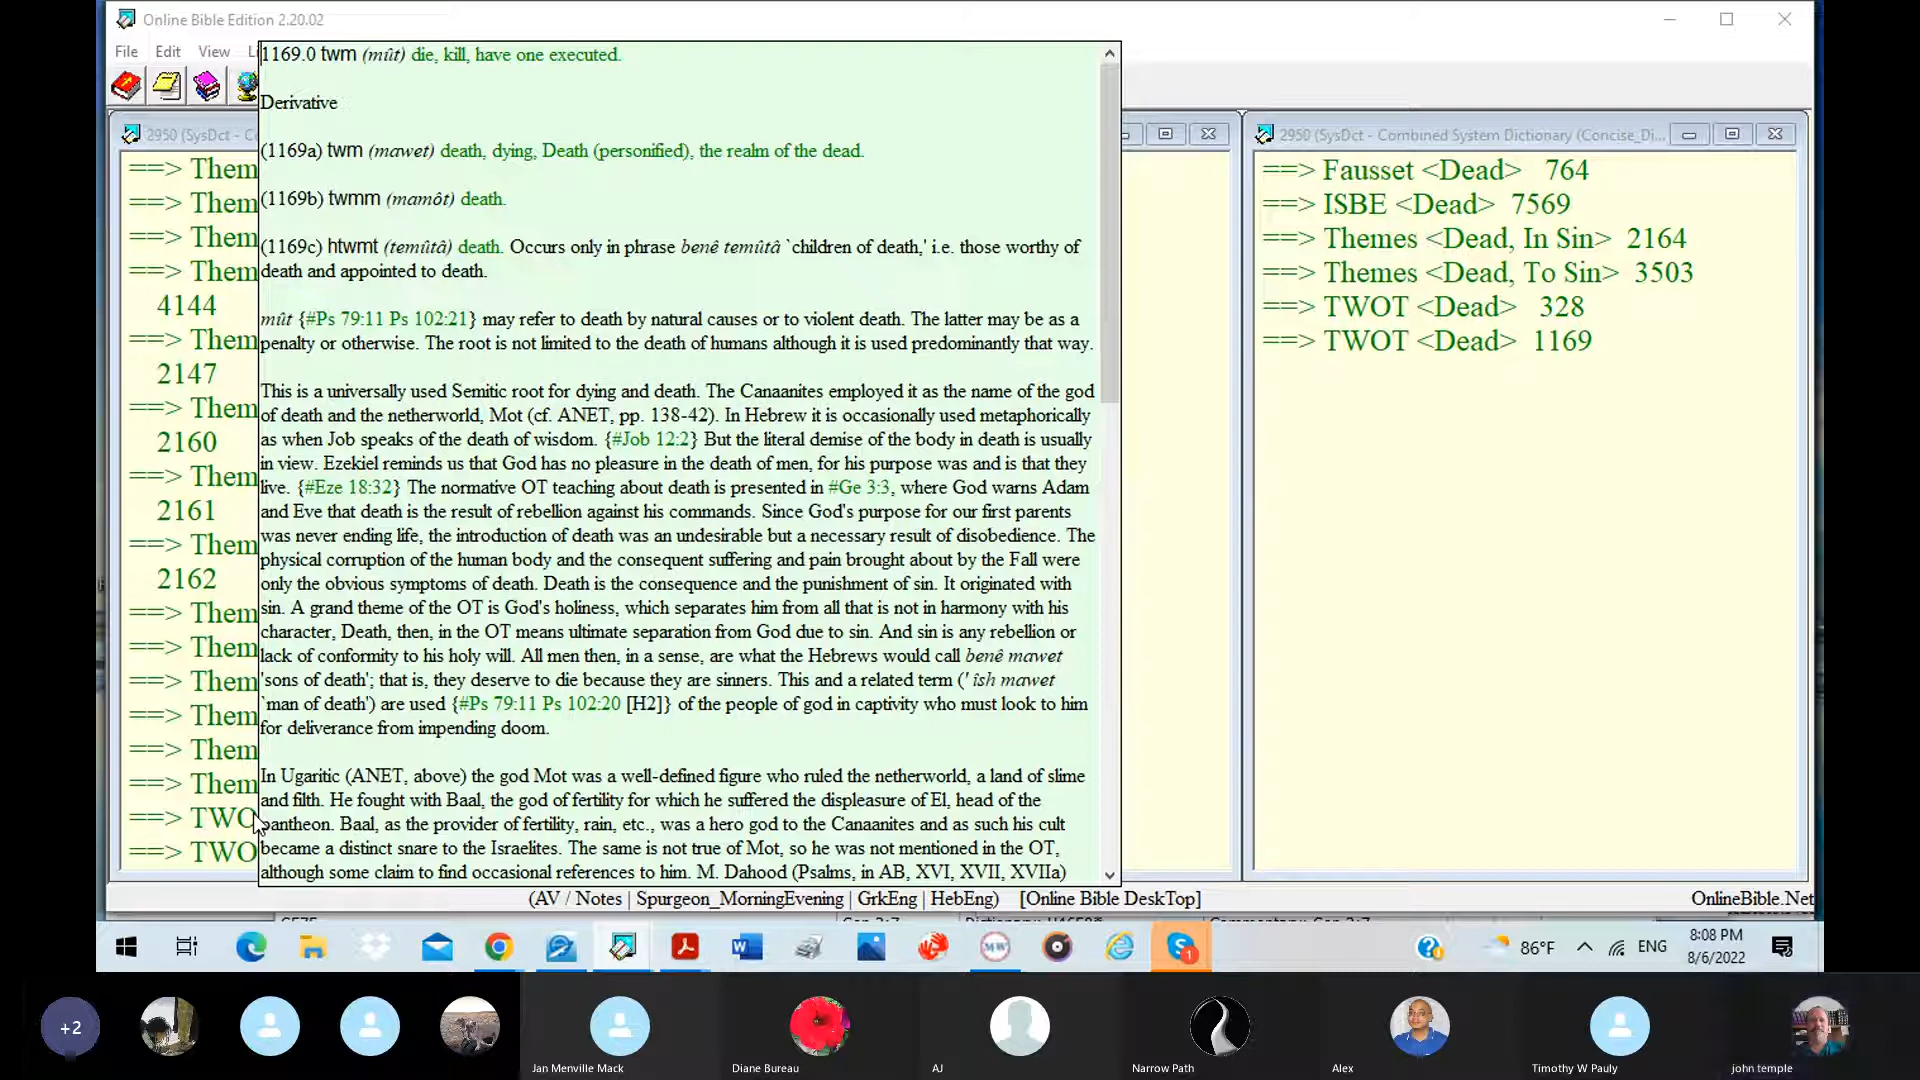 Online Bible Edition 2.20.02
File Edit View
2950 (SysDct - C
==> Them
==> Them
==> Them
==> Them
4144
==> Them
2147
==> Them
2160
==> Them
2161
==> Them
2162
==> Them
==> Them
==> Them
==> Them
==> Them
==> Them
==> TWO
==> TWO
1169.0 twm (mût) die, kill, have one executed.
Derivative
(1169a) twm (mawet) death, dying, Death (personified), the realm of the dead.
(1169b) twmm (mamôt) death.
(1169c) htwmt (temûtâ) death. Occurs only in phrase benê temûtâ `children of death,' i.e. those worthy of
death and appointed to death.
mût {#Ps 79:11 Ps 102:21} may refer to death by natural causes or to violent death. The latter may be as a
penalty or otherwise. The root is not limited to the death of humans although it is used predominantly that way.
This is a universally used Semitic root for dying and death. The Canaanites employed it as the name of the god
of death and the netherworld, Mot (cf. ANET, pp. 138-42). In Hebrew it is occasionally used metaphorically
as when Job speaks of the death of wisdom. {#Job 12:2} But the literal demise of the body in death is usually
in view. Ezekiel reminds us that God has no pleasure in the death of men, for his purpose was and is that they
live. {#Eze 18:32} The normative OT teaching about death is presented in #Ge 3:3, where God warns Adam
and Eve that death is the result of rebellion against his commands. Since God's purpose for our first parents
was never ending life, the introduction of death was an undesirable but a necessary result of disobedience. The
physical corruption of the human body and the consequent suffering and pain brought about by the Fall were
only the obvious symptoms of death. Death is the consequence and the punishment of sin. It originated with
sin. A grand theme of the OT is God's holiness, which separates him from all that is not in harmony with his
character, Death, then, in the OT means ultimate separation from God due to sin. And sin is any rebellion or
lack of conformity to his holy will. All men then, in a sense, are what the Hebrews would call benê mawet
'sons of death'; that is, they deserve to die because they are sinners. This and a related term (' îsh mawet
`man of death') are used {#Ps 79:11 Ps 102:20 [H2]} of the people of god in captivity who must look to him
for deliverance from impending doom.
In Ugaritic (ANET, above) the god Mot was a well-defined figure who ruled the netherworld, a land of slime
and filth. He fought with Baal, the god of fertility for which he suffered the displeasure of El, head of the
pantheon. Baal, as the provider of fertility, rain, etc., was a hero god to the Canaanites and as such his cult
became a distinct snare to the Israelites. The same is not true of Mot, so he was not mentioned in the OT,
although some claim to find occasional references to him. M. Dahood (Psalms, in AB, XVI, XVII, XVIIa)
2950 (SysDct - Combined System Dictionary (Concise_Di...
==> Fausset <Dead> 764
==> ISBE <Dead> 7569
==> Themes <Dead, In Sin> 2164
==> Themes <Dead, To Sin> 3503
==> TWOT <Dead> 328
==> TWOT <Dead> 1169
(AV / Notes | Spurgeon_MorningEvening | GrkEng | HebEng) [Online Bible DeskTop]
OnlineBible.Net
86°F
ENG
8:08 PM
8/6/2022
1
+2
Jan Menville Mack
Diane Bureau
AJ
Narrow Path
Alex
Timothy W Pauly
john temple